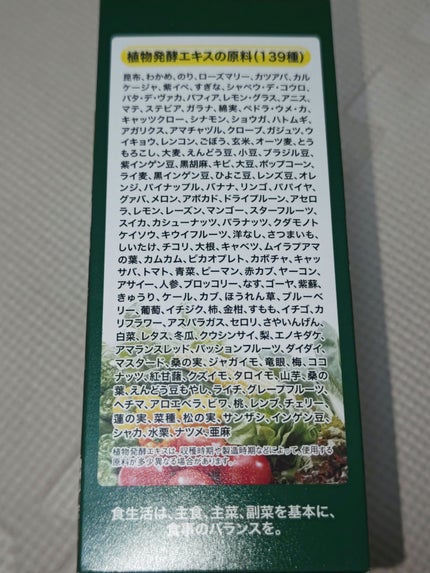 植物発酵エキスの原料(139種)
昆布、わかめ、のり、ローズマリー、カツアバ、カル
ケージャ、紫イペ、すぎな、シャペウ・デ・コウロ、
パタ・デ・ヴァカ、パフィア、レモン・グラス、アニス、
マテ、ステビア、ガラナ、綿実、ペドラ・ウメ・カ、
キャッツクロー、シナモン、ショウガ、ハトムギ、
アガリクス、アマチャヅル、クローブ、ガジュツ、ウ
イキョウ、レンコン、ごぼう、玄米、オーツ麦、とう
もろこし、大麦、えんどう豆、小豆、ブラジル豆、
紫インゲン豆、黒胡麻、キビ、大豆、ポップコーン、
ライ麦、黒インゲン豆、ひよこ豆、レンズ豆、オレ
ンジ、パイナップル、バナナ、リンゴ、パパイヤ、
グァバ、メロン、アボカド、ドライプルーン、アセロ
ラ、レモン、レーズン、マンゴー、スターフルーツ、
スイカ、カシューナッツ、パラナッツ、クダモノト
ケイソウ、キウイフルーツ、洋なし、さつまいも、
しいたけ、チコリ、大根、キャベツ、ムイラプアマ
の葉、カムカム、ピカオプレト、カボチャ、キャッ
サバ、トマト、青菜、ピーマン、赤カブ、ヤーコン、
アサイー、人参、ブロッコリー、なす、ゴーヤ、紫蘇、
きゅうり、ケール、カブ、ほうれん草、ブルーベ
リー、葡萄、イチジク、柿、金柑、すもも、イチゴ、カ
リフラワー、アスパラガス、セロリ、さやいんげん、
白菜、レタス、冬瓜、クウシンサイ、梨、エノキダケ、
アマランスレッド、パッションフルーツ、ダイダイ、
マスタード、桑の実、ジャガイモ、竜眼、梅、ココ
ナッツ、紅甘藷、クズイモ、タロイモ、山芋、桑の
葉、えんどう豆もやし、ライチ、グレープフルーツ、
ヘチマ、アロエベラ、ビワ、桃、レンブ、チェリー、
蓮の実、菜種、松の実、サンザシ、インゲン豆、
シャカ、水栗、ナツメ、亜麻
植物発酵エキスは、収穫時期や製造時期などによって、使用する
原料が多少異なる場合があります。
食生活は、主食、主菜、副菜を基本に、
食事のバランスを。